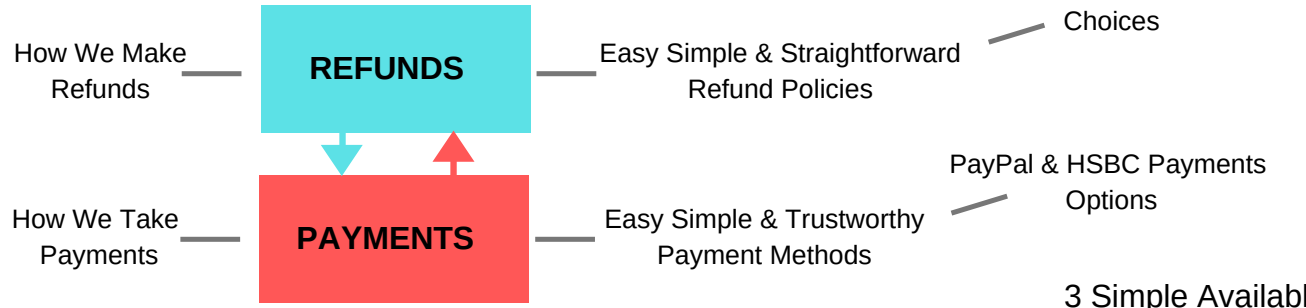 Choices
How We Make
Refunds
REFUNDS
Easy Simple & Straightforward
Refund Policies
PayPal & HSBC Payments
Options
How We Take
Payments
PAYMENTS
Easy Simple & Trustworthy
Payment Methods
3 Simple